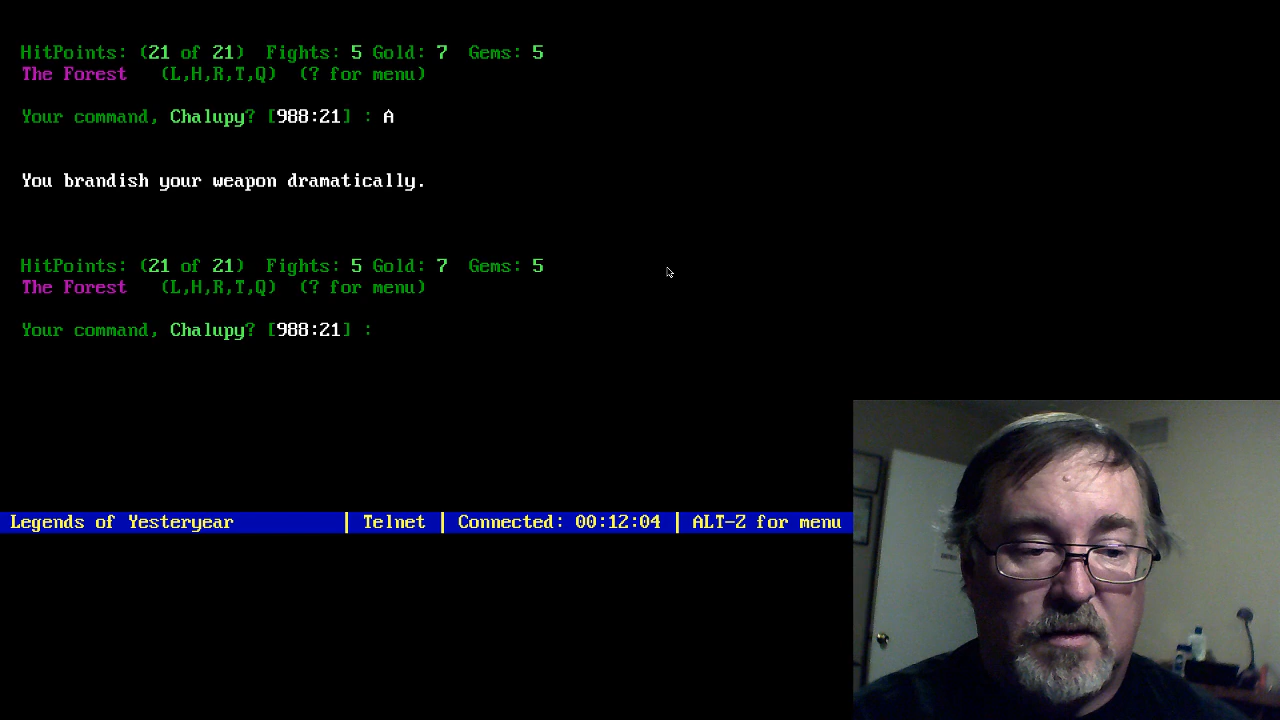 HitPoints: (21 of 21)  Fights: 5 Gold: 7  Gems: 5
The Forest   (L,H,R,T,Q)  (? for menu)
Your command, Chalupy? [988:21] : A
You brandish your weapon dramatically.
HitPoints: (21 of 21)  Fights: 5 Gold: 7  Gems: 5
The Forest   (L,H,R,T,Q)  (? for menu)
Your command, Chalupy? [988:21] :
Legends of Yesteryear | Telnet | Connected: 00:12:04 | ALT-Z for menu